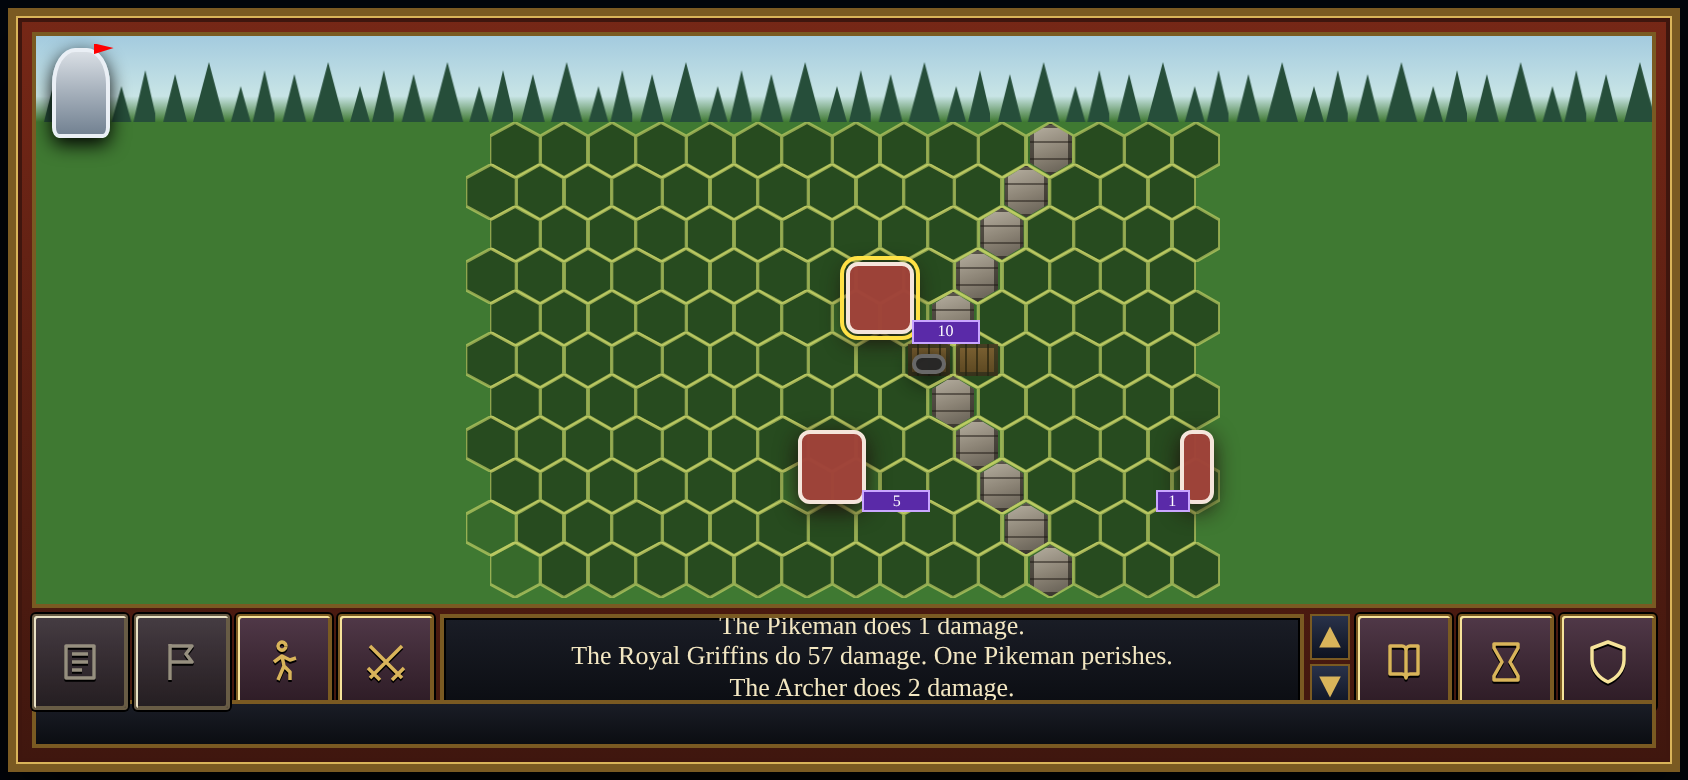 10
5
1
The Pikeman does 1 damage.
The Royal Griffins do 57 damage. One Pikeman perishes.
The Archer does 2 damage.